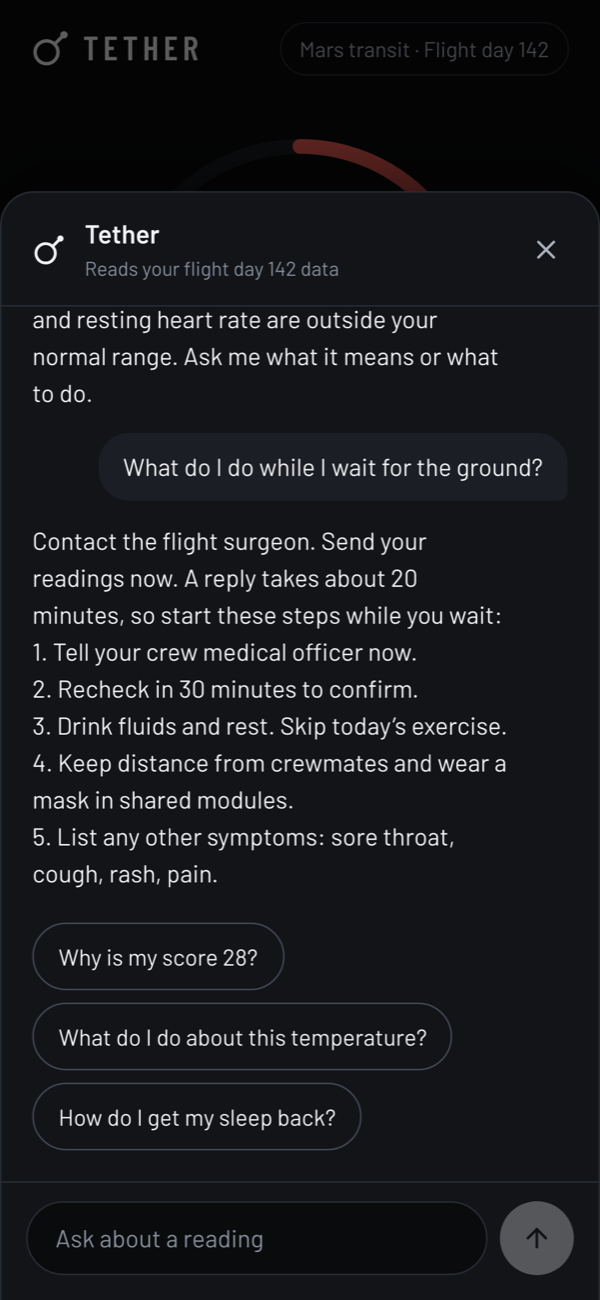 TETHER
Mars transit · Flight day 142
Tether
Reads your flight day 142 data
and resting heart rate are outside your
normal range. Ask me what it means or what
to do.
What do I do while I wait for the ground?
Contact the flight surgeon. Send your
readings now. A reply takes about 20
minutes, so start these steps while you wait:
1. Tell your crew medical officer now.
2. Recheck in 30 minutes to confirm.
3. Drink fluids and rest. Skip today’s exercise.
4. Keep distance from crewmates and wear a
mask in shared modules.
5. List any other symptoms: sore throat,
cough, rash, pain.
Why is my score 28?
What do I do about this temperature?
How do I get my sleep back?
Ask about a reading